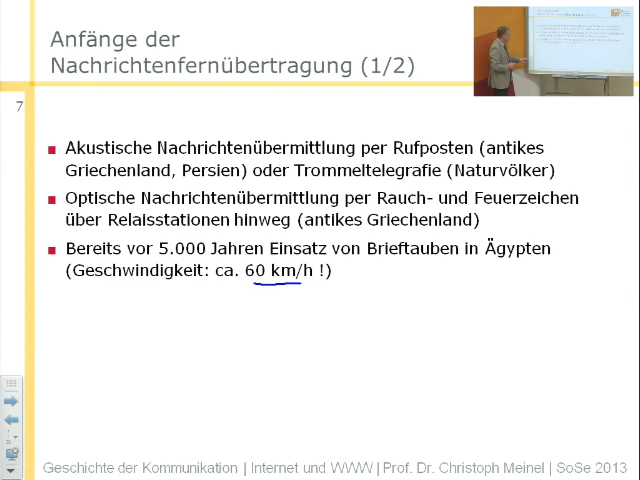 Anfänge der
Nachrichtenfernübertragung (1/2)
7
■ Akustische Nachrichtenübermittlung per Rufposten (antikes
Griechenland, Persien) oder Trommeltelegrafie (Naturvölker)
■ Optische Nachrichtenübermittlung per Rauch- und Feuerzeichen
über Relaisstationen hinweg (antikes Griechenland)
■ Bereits vor 5.000 Jahren Einsatz von Brieftauben in Ägypten
(Geschwindigkeit: ca. 60 km/h !)
Geschichte der Kommunikation | Internet und WWW | Prof. Dr. Christoph Meinel | SoSe 2013